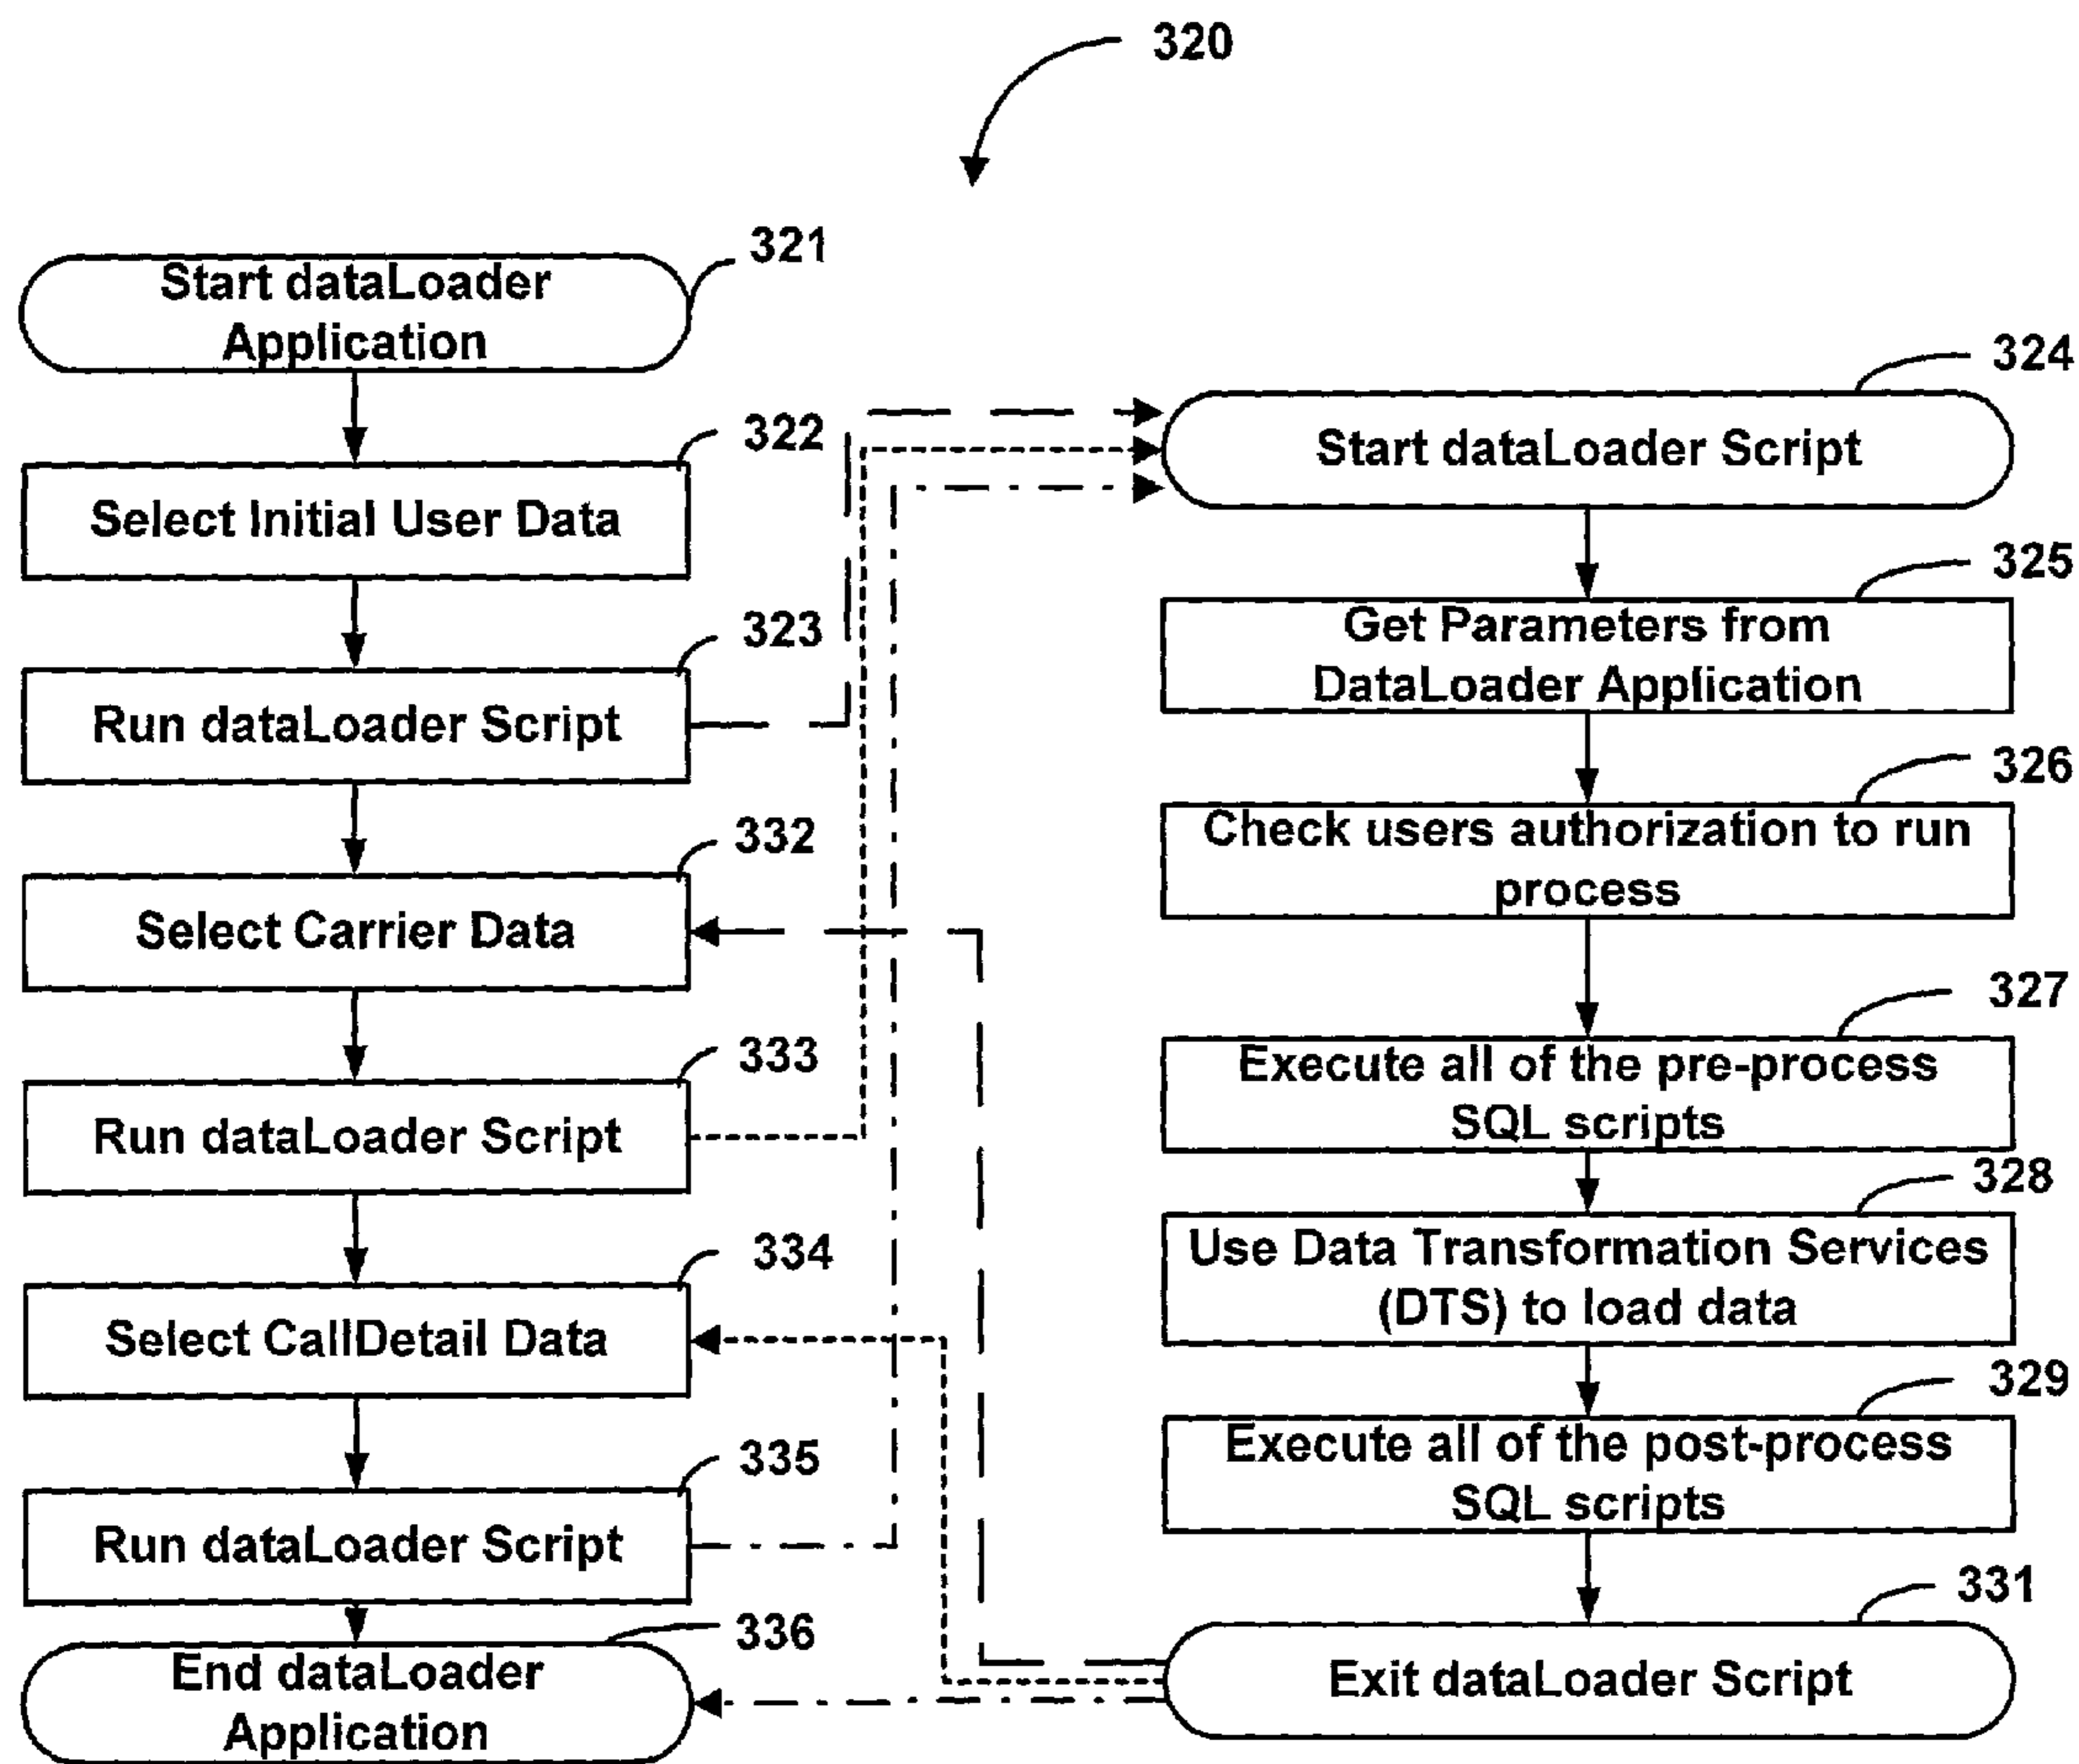 320
321
Start dataLoader
Application
322
Select Initial User Data
323
Run dataLoader Script
332
Select Carrier Data
333
Run dataLoader Script
334
Select CallDetail Data
335
Run dataLoader Script
336
End dataLoader
Application
324
Start dataLoader Script
325
Get Parameters from
DataLoader Application
326
Check users authorization to run
process
327
Execute all of the pre-process
SQL scripts
328
Use Data Transformation Services
(DTS) to load data
329
Execute all of the post-process
SQL scripts
331
Exit dataLoader Script